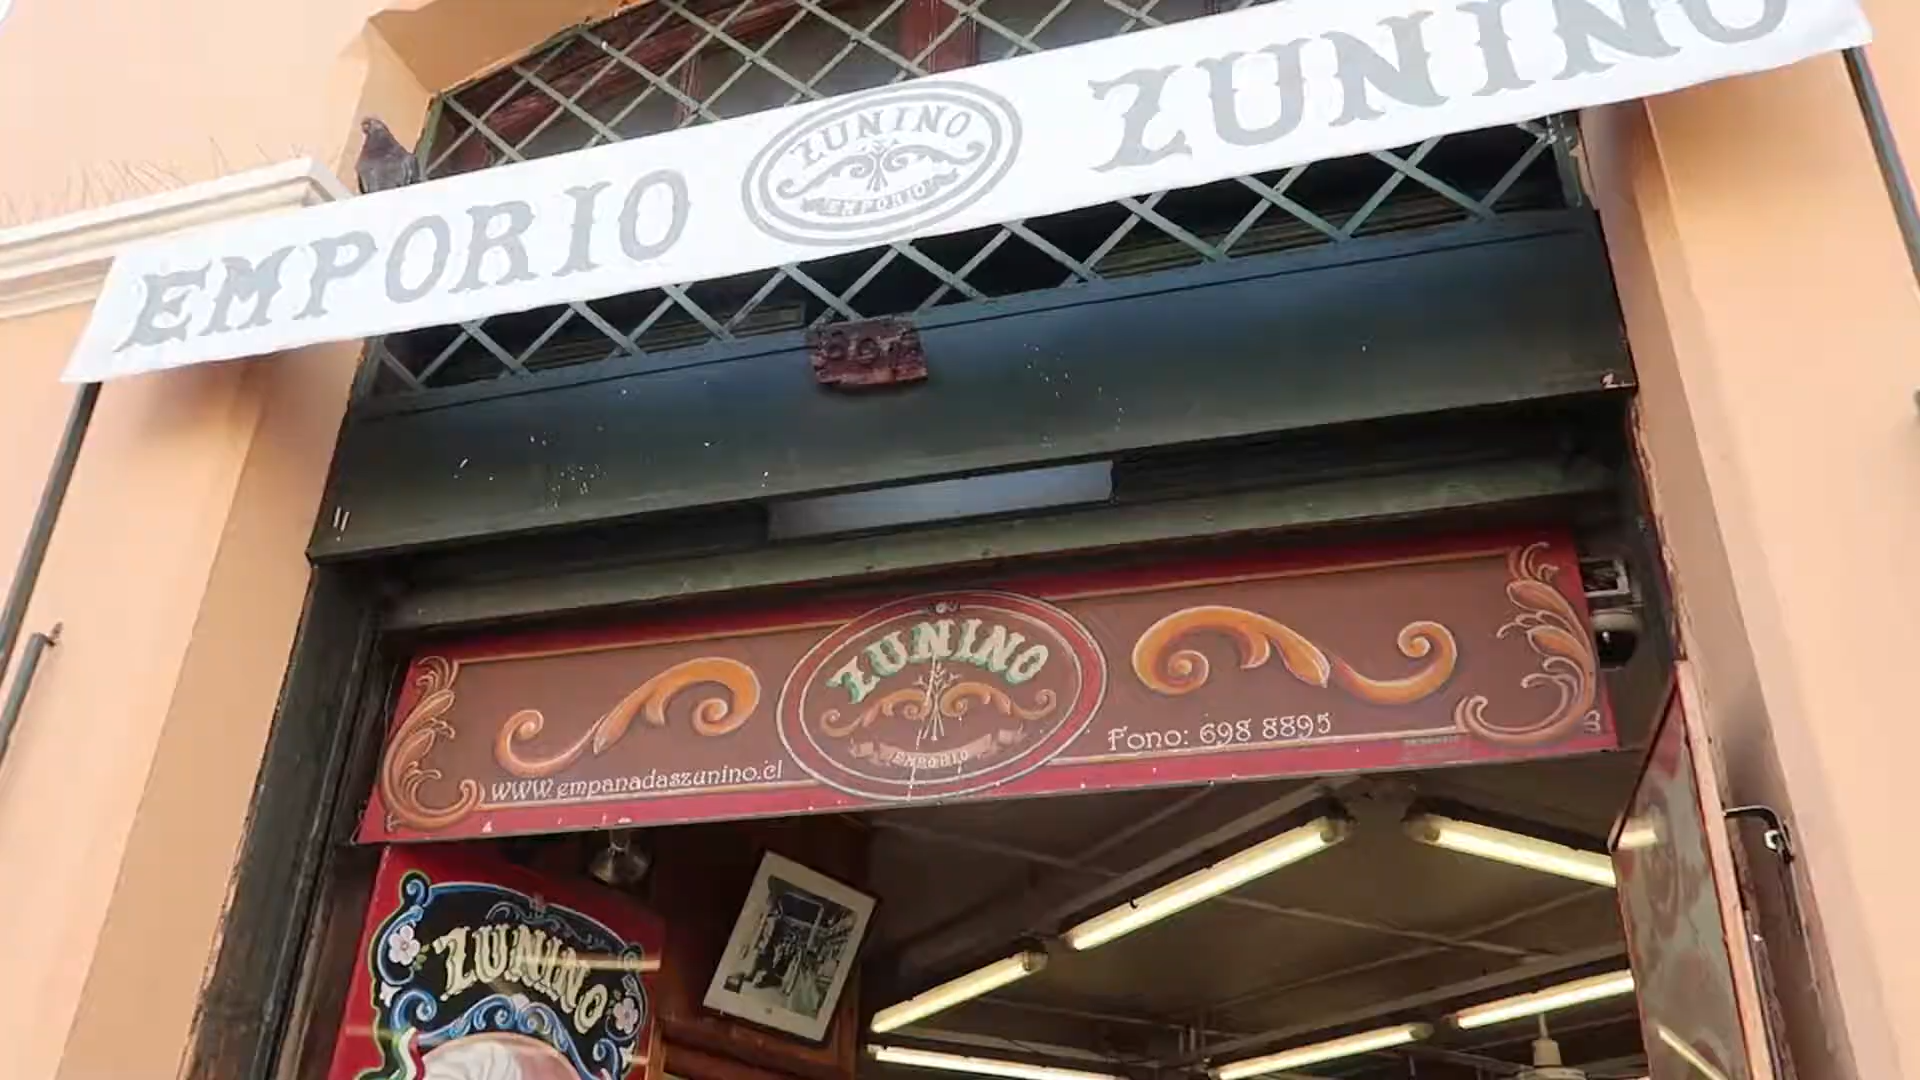 EMPORIO ZUNINO EMPORIO ZUNINO
ZUNINO
EMPORIO
www.empanadaszunino.cl
Fono: 698 8895
ZUNINO